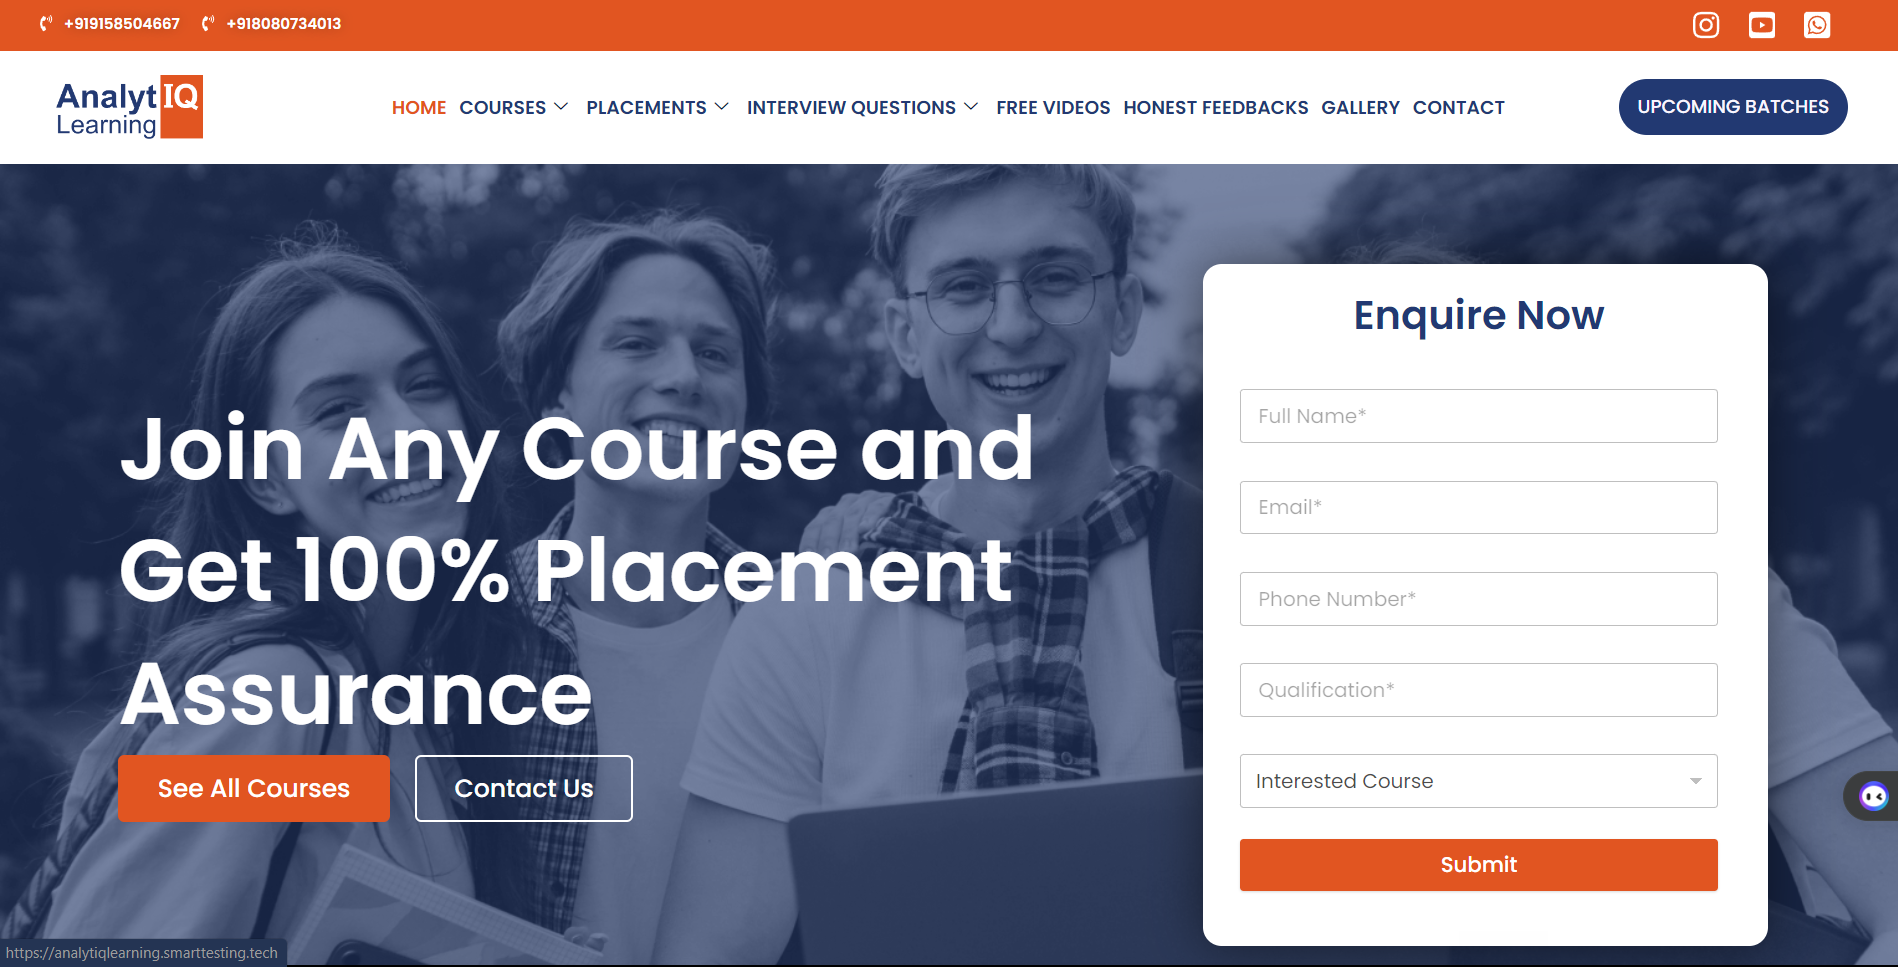 +919158504667 +918080734013
Analyt IQ
Learning
HOME COURSES PLACEMENTS INTERVIEW QUESTIONS FREE VIDEOS HONEST FEEDBACKS GALLERY CONTACT
UPCOMING BATCHES
Join Any Course and
Get 100% Placement
Assurance
See All Courses
Contact Us
Enquire Now
Full Name*
Email*
Phone Number*
Qualification*
Interested Course
Submit
https://analytiqlearning.smarttesting.tech